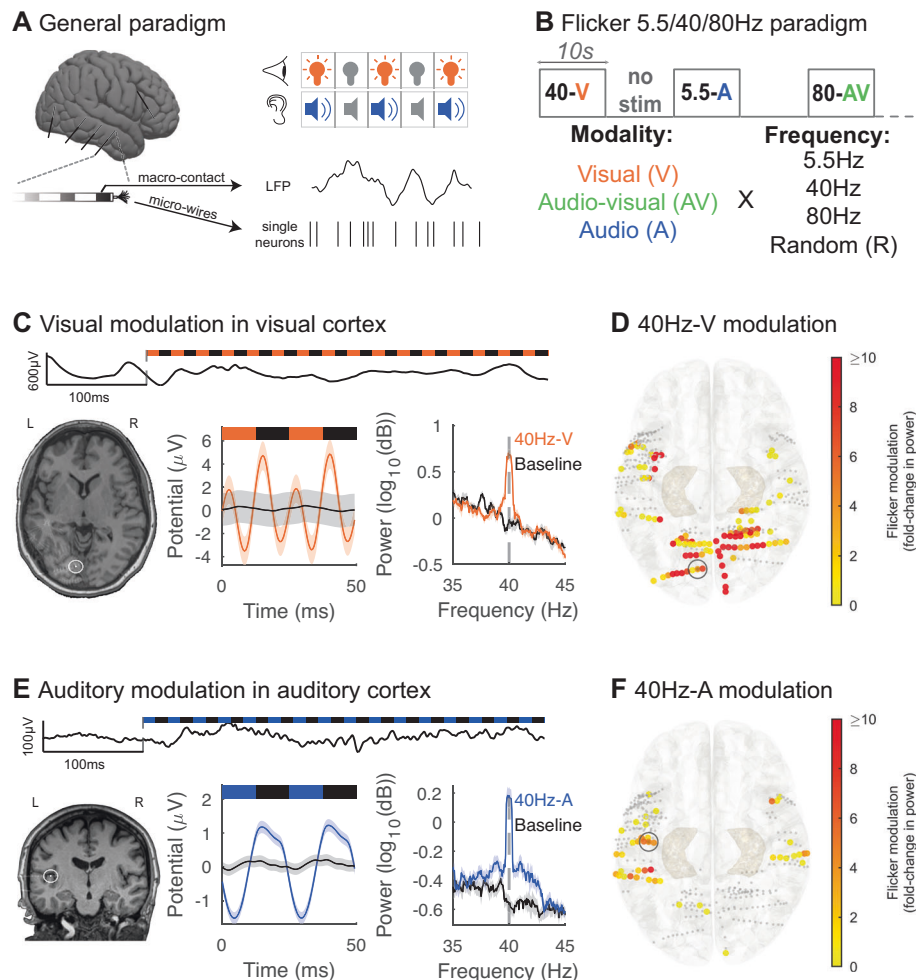 A General paradigm
macro-contact
micro-wires
LFP
single
neurons
B Flicker 5.5/40/80Hz paradigm
10s
40-V
no
stim
5.5-A
80-AV
Modality:
Visual (V)
Audio-visual (AV)
Audio (A)
X
Frequency:
5.5Hz
40Hz
80Hz
Random (R)
C Visual modulation in visual cortex
600μV
100ms
L R
Potential (μV)
6
4
2
0
-2
-4
0 50
Time (ms)
Power (log10(dB))
1
0.5
0
-0.5
40Hz-V
Baseline
35 40 45
Frequency (Hz)
D 40Hz-V modulation
≥10
8
6
4
2
0
Flicker modulation
(fold-change in power)
E Auditory modulation in auditory cortex
100μV
100ms
L R
Potential (μV)
2
1
0
-1
0 50
Time (ms)
Power (log10(dB))
0.2
0
-0.2
-0.4
-0.6
40Hz-A
Baseline
35 40 45
Frequency (Hz)
F 40Hz-A modulation
≥10
8
6
4
2
0
Flicker modulation
(fold-change in power)